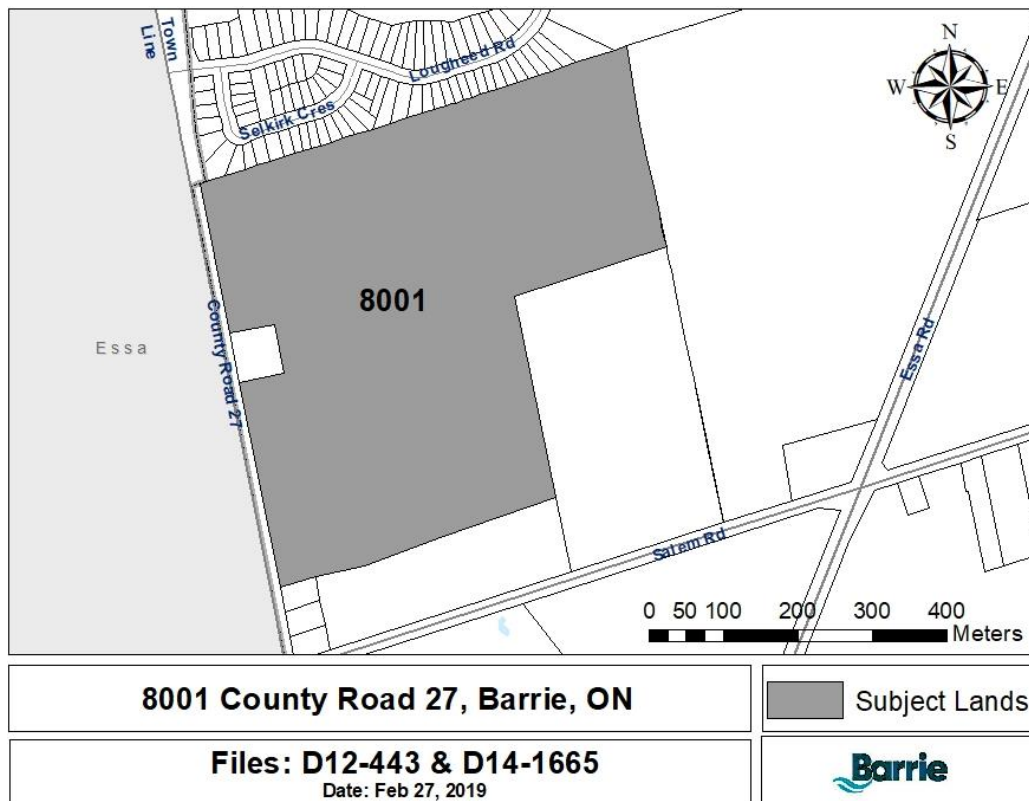 Town
Line
Lougheed Rd
Selkirk Cres
N
W E
S
8001
County Road 27
Essa
Essa Rd
Salem Rd
0 50 100 200 300 400
Meters
8001 County Road 27, Barrie, ON
Subject Lands
Files: D12-443 & D14-1665
Date: Feb 27, 2019
Barrie